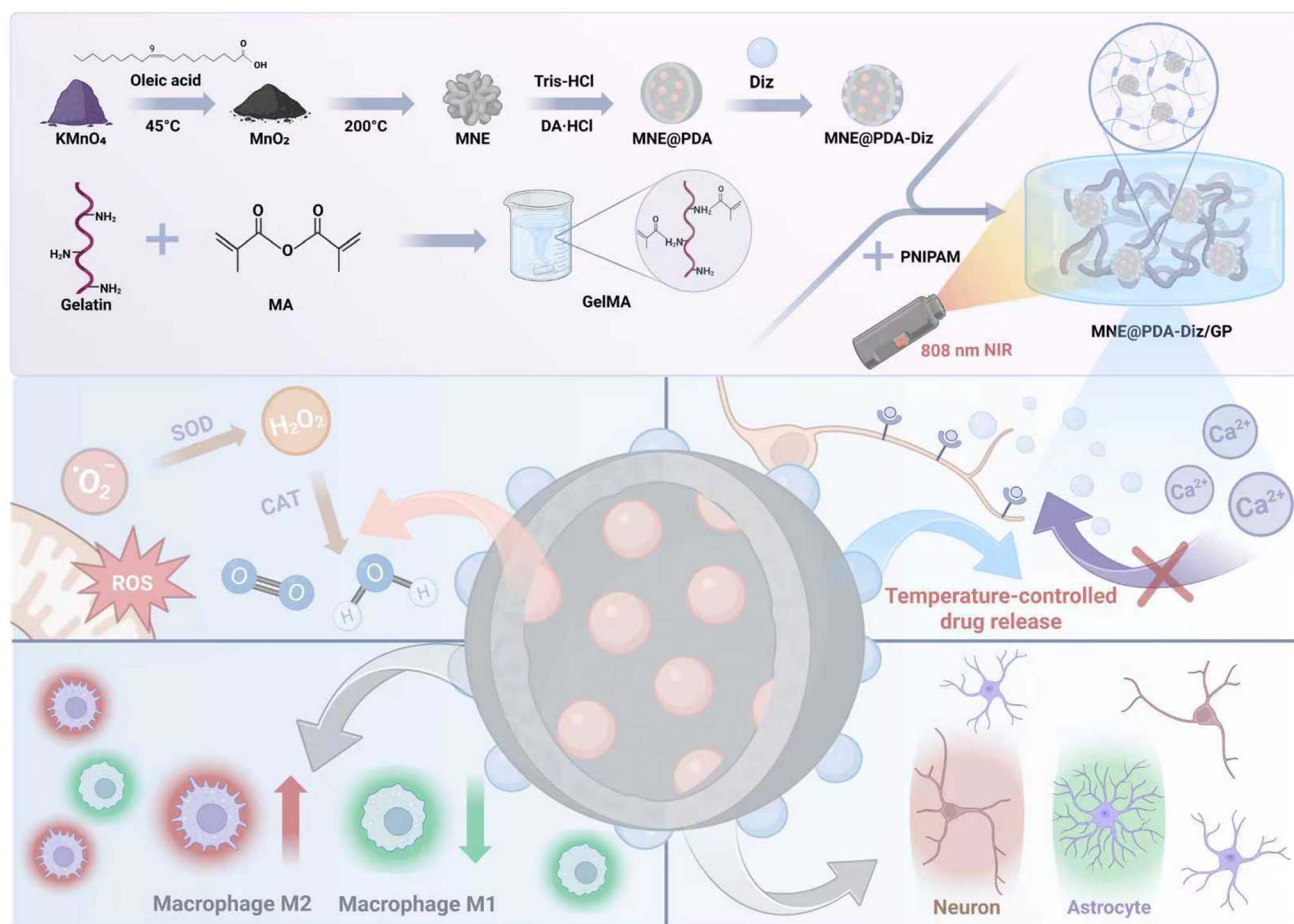 9
O
OH
Oleic acid
45°C
200°C
Tris-HCl
DA·HCl
Diz
KMnO₄
MnO₂
MNE
MNE@PDA
MNE@PDA-Diz
NH₂
H₂N
NH₂
Gelatin
O
O
O
MA
NH₂
O
O
H₂N
NH₂
GelMA
PNIPAM
808 nm NIR
MNE@PDA-Diz/GP
SOD
H₂O₂
•O₂⁻
CAT
ROS
O
O
O
H
H
Ca²⁺
Ca²⁺
Ca²⁺
Temperature-controlled
drug release
Macrophage M2
Macrophage M1
Neuron
Astrocyte